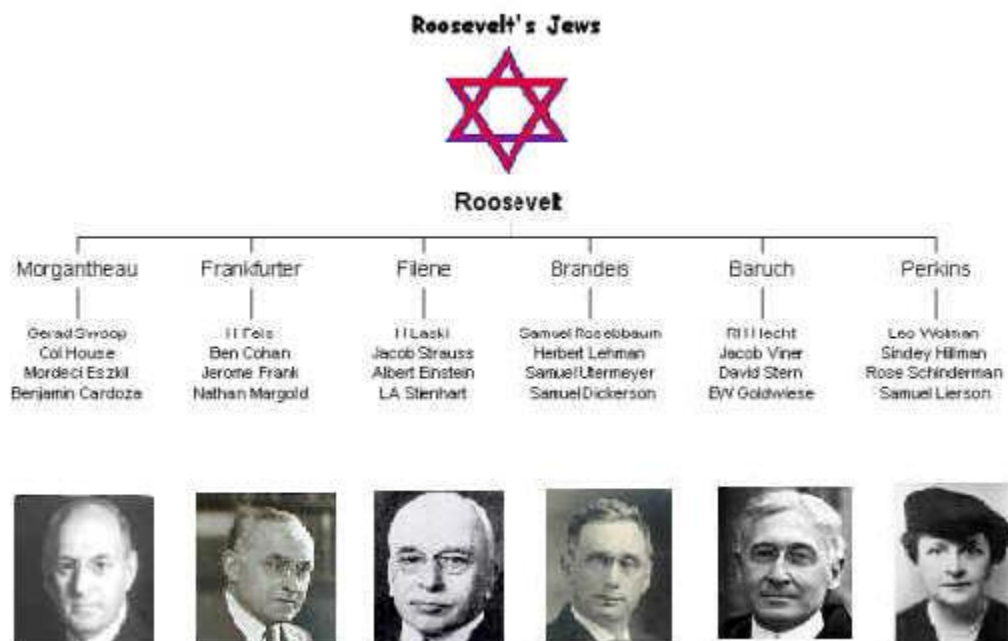 Roosevelt's Jews
Roosevelt
Morgantheau Frankfurter Filene Brandeis Baruch Perkins
Gerad Swoop H Fels H Laski Samuel Rosebbaum RH Hecht Leo Wolman
Col House Ben Cohan Jacob Strauss Herbert Lehman Jacob Viner Sindey Hillman
Mordeci Eszkil Jerome Frank Albert Einstein Samuel Utermeyer David Stern Rose Schinderman
Benjamin Cardoza Nathan Margold LA Stienhart Samuel Dickerson EW Goldwiese Samuel Lierson